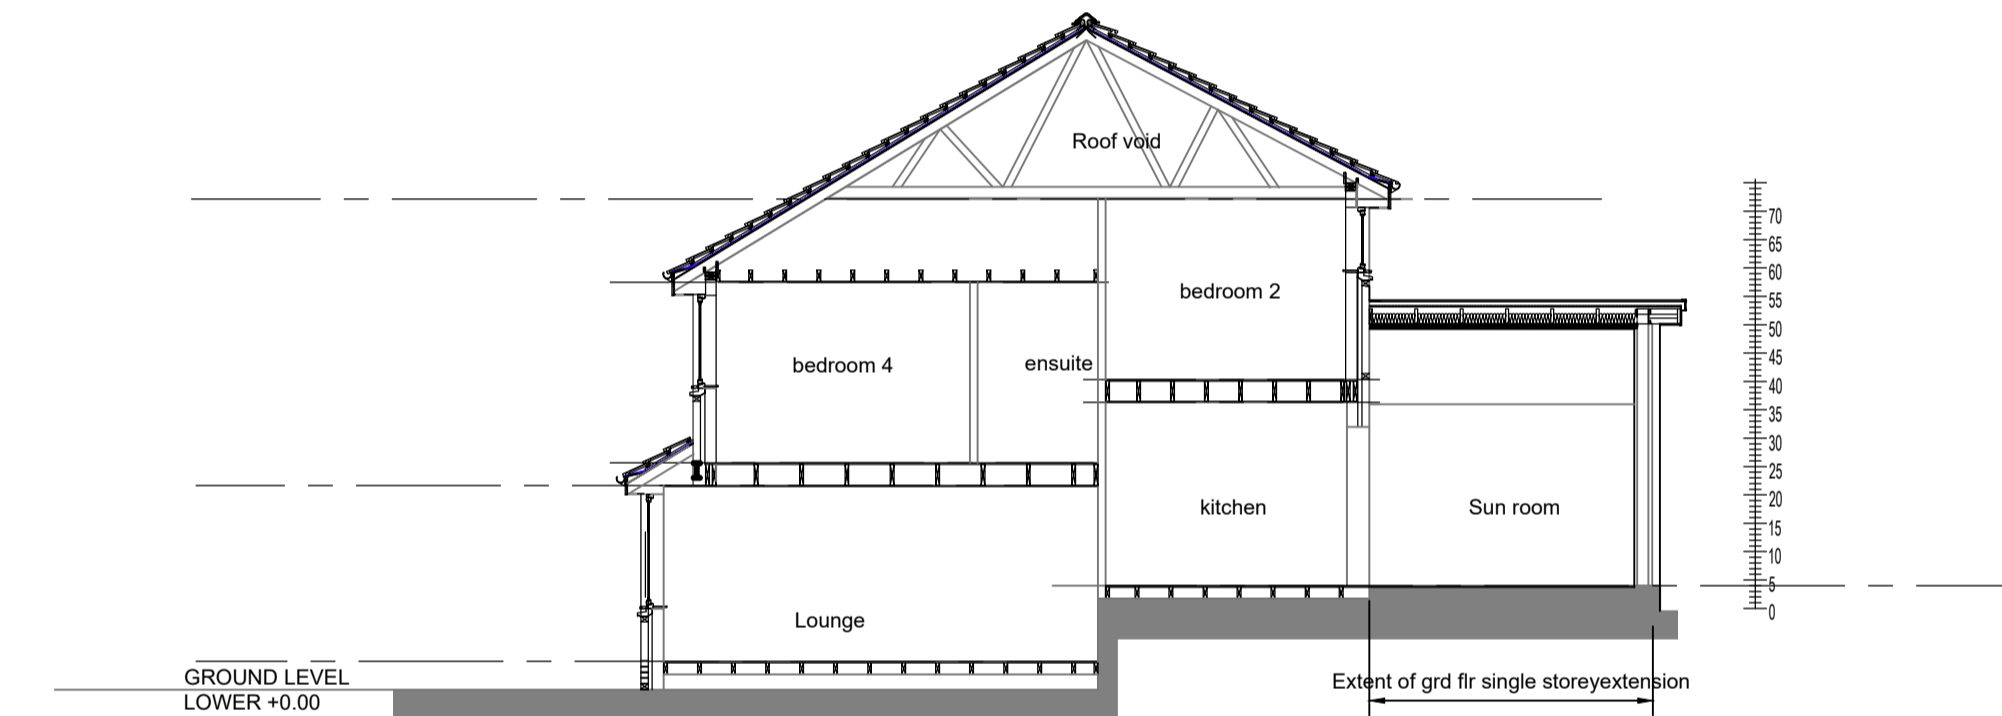 Roof void
70
65
60
bedroom 2
55
50
bedroom 4
ensuite
45
40
35
30
25
20
kitchen
Sun room
15
10
5
0
Lounge
GROUND LEVEL
LOWER +0.00
Extent of grd flr single storeyextension